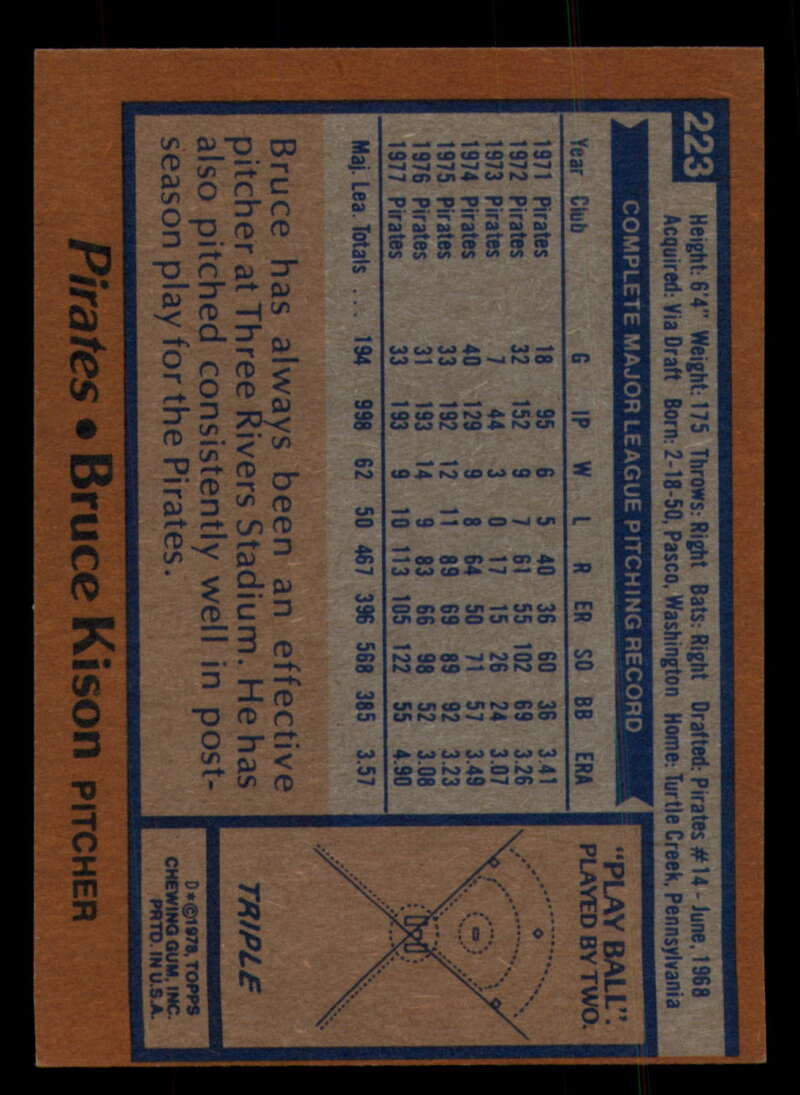 223
Height: 6'4" Weight: 175 Throws: Right Bats: Right Drafted: Pirates #14 - June, 1968
Acquired: Via Draft Born: 2-18-50, Pasco, Washington Home: Turtle Creek, Pennsylvania
COMPLETE MAJOR LEAGUE PITCHING RECORD
Year Club G IP W L R ER SO BB ERA
1971 Pirates 18 95 6 5 40 36 60 36 3.41
1972 Pirates 32 152 9 7 61 55 102 69 3.26
1973 Pirates 7 44 3 0 17 15 26 24 3.07
1974 Pirates 40 129 9 8 64 50 71 57 3.49
1975 Pirates 33 192 12 11 89 69 89 92 3.23
1976 Pirates 31 193 14 9 83 66 98 52 3.08
1977 Pirates 33 193 9 10 113 105 122 55 4.90
Maj. Lea. Totals ... 194 998 62 50 467 396 568 385 3.57
Bruce has always been an effective
pitcher at Three Rivers Stadium. He has
also pitched consistently well in post-
season play for the Pirates.
"PLAY BALL":
PLAYED BY TWO.
TRIPLE
D*©1978, TOPPS
CHEWING GUM, INC.
PRTD. IN U.S.A.
Pirates • Bruce Kison PITCHER